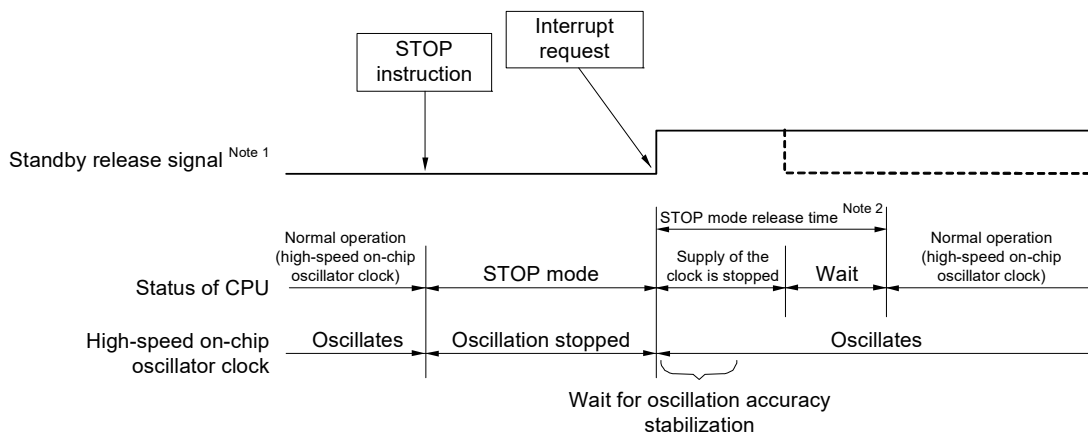 STOP
instruction
Interrupt
request
Standby release signal Note 1
STOP mode release time Note 2
Normal operation
(high-speed on-chip
oscillator clock)
Status of CPU
STOP mode
Supply of the
clock is stopped
Wait
Normal operation
(high-speed on-chip
oscillator clock)
High-speed on-chip
oscillator clock
Oscillates
Oscillation stopped
Oscillates
Wait for oscillation accuracy
stabilization